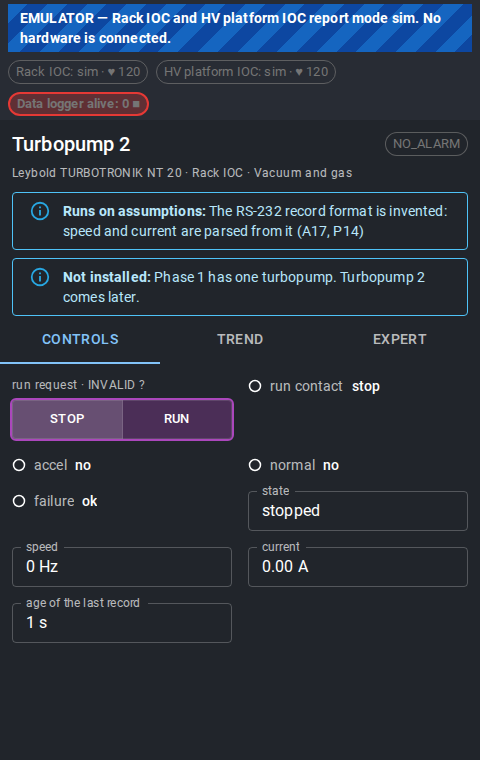 EMULATOR — Rack IOC and HV platform IOC report mode sim. No
hardware is connected.
Rack IOC: sim · ♥ 120
HV platform IOC: sim · ♥ 120
Data logger alive: 0 ■
Turbopump 2
NO_ALARM
Leybold TURBOTRONIK NT 20 · Rack IOC · Vacuum and gas
Runs on assumptions: The RS-232 record format is invented:
speed and current are parsed from it (A17, P14)
Not installed: Phase 1 has one turbopump. Turbopump 2
comes later.
CONTROLS
TREND
EXPERT
run request · INVALID ?
run contact stop
STOP
RUN
accel no
normal no
failure ok
state
stopped
speed
0 Hz
current
0.00 A
age of the last record
1 s